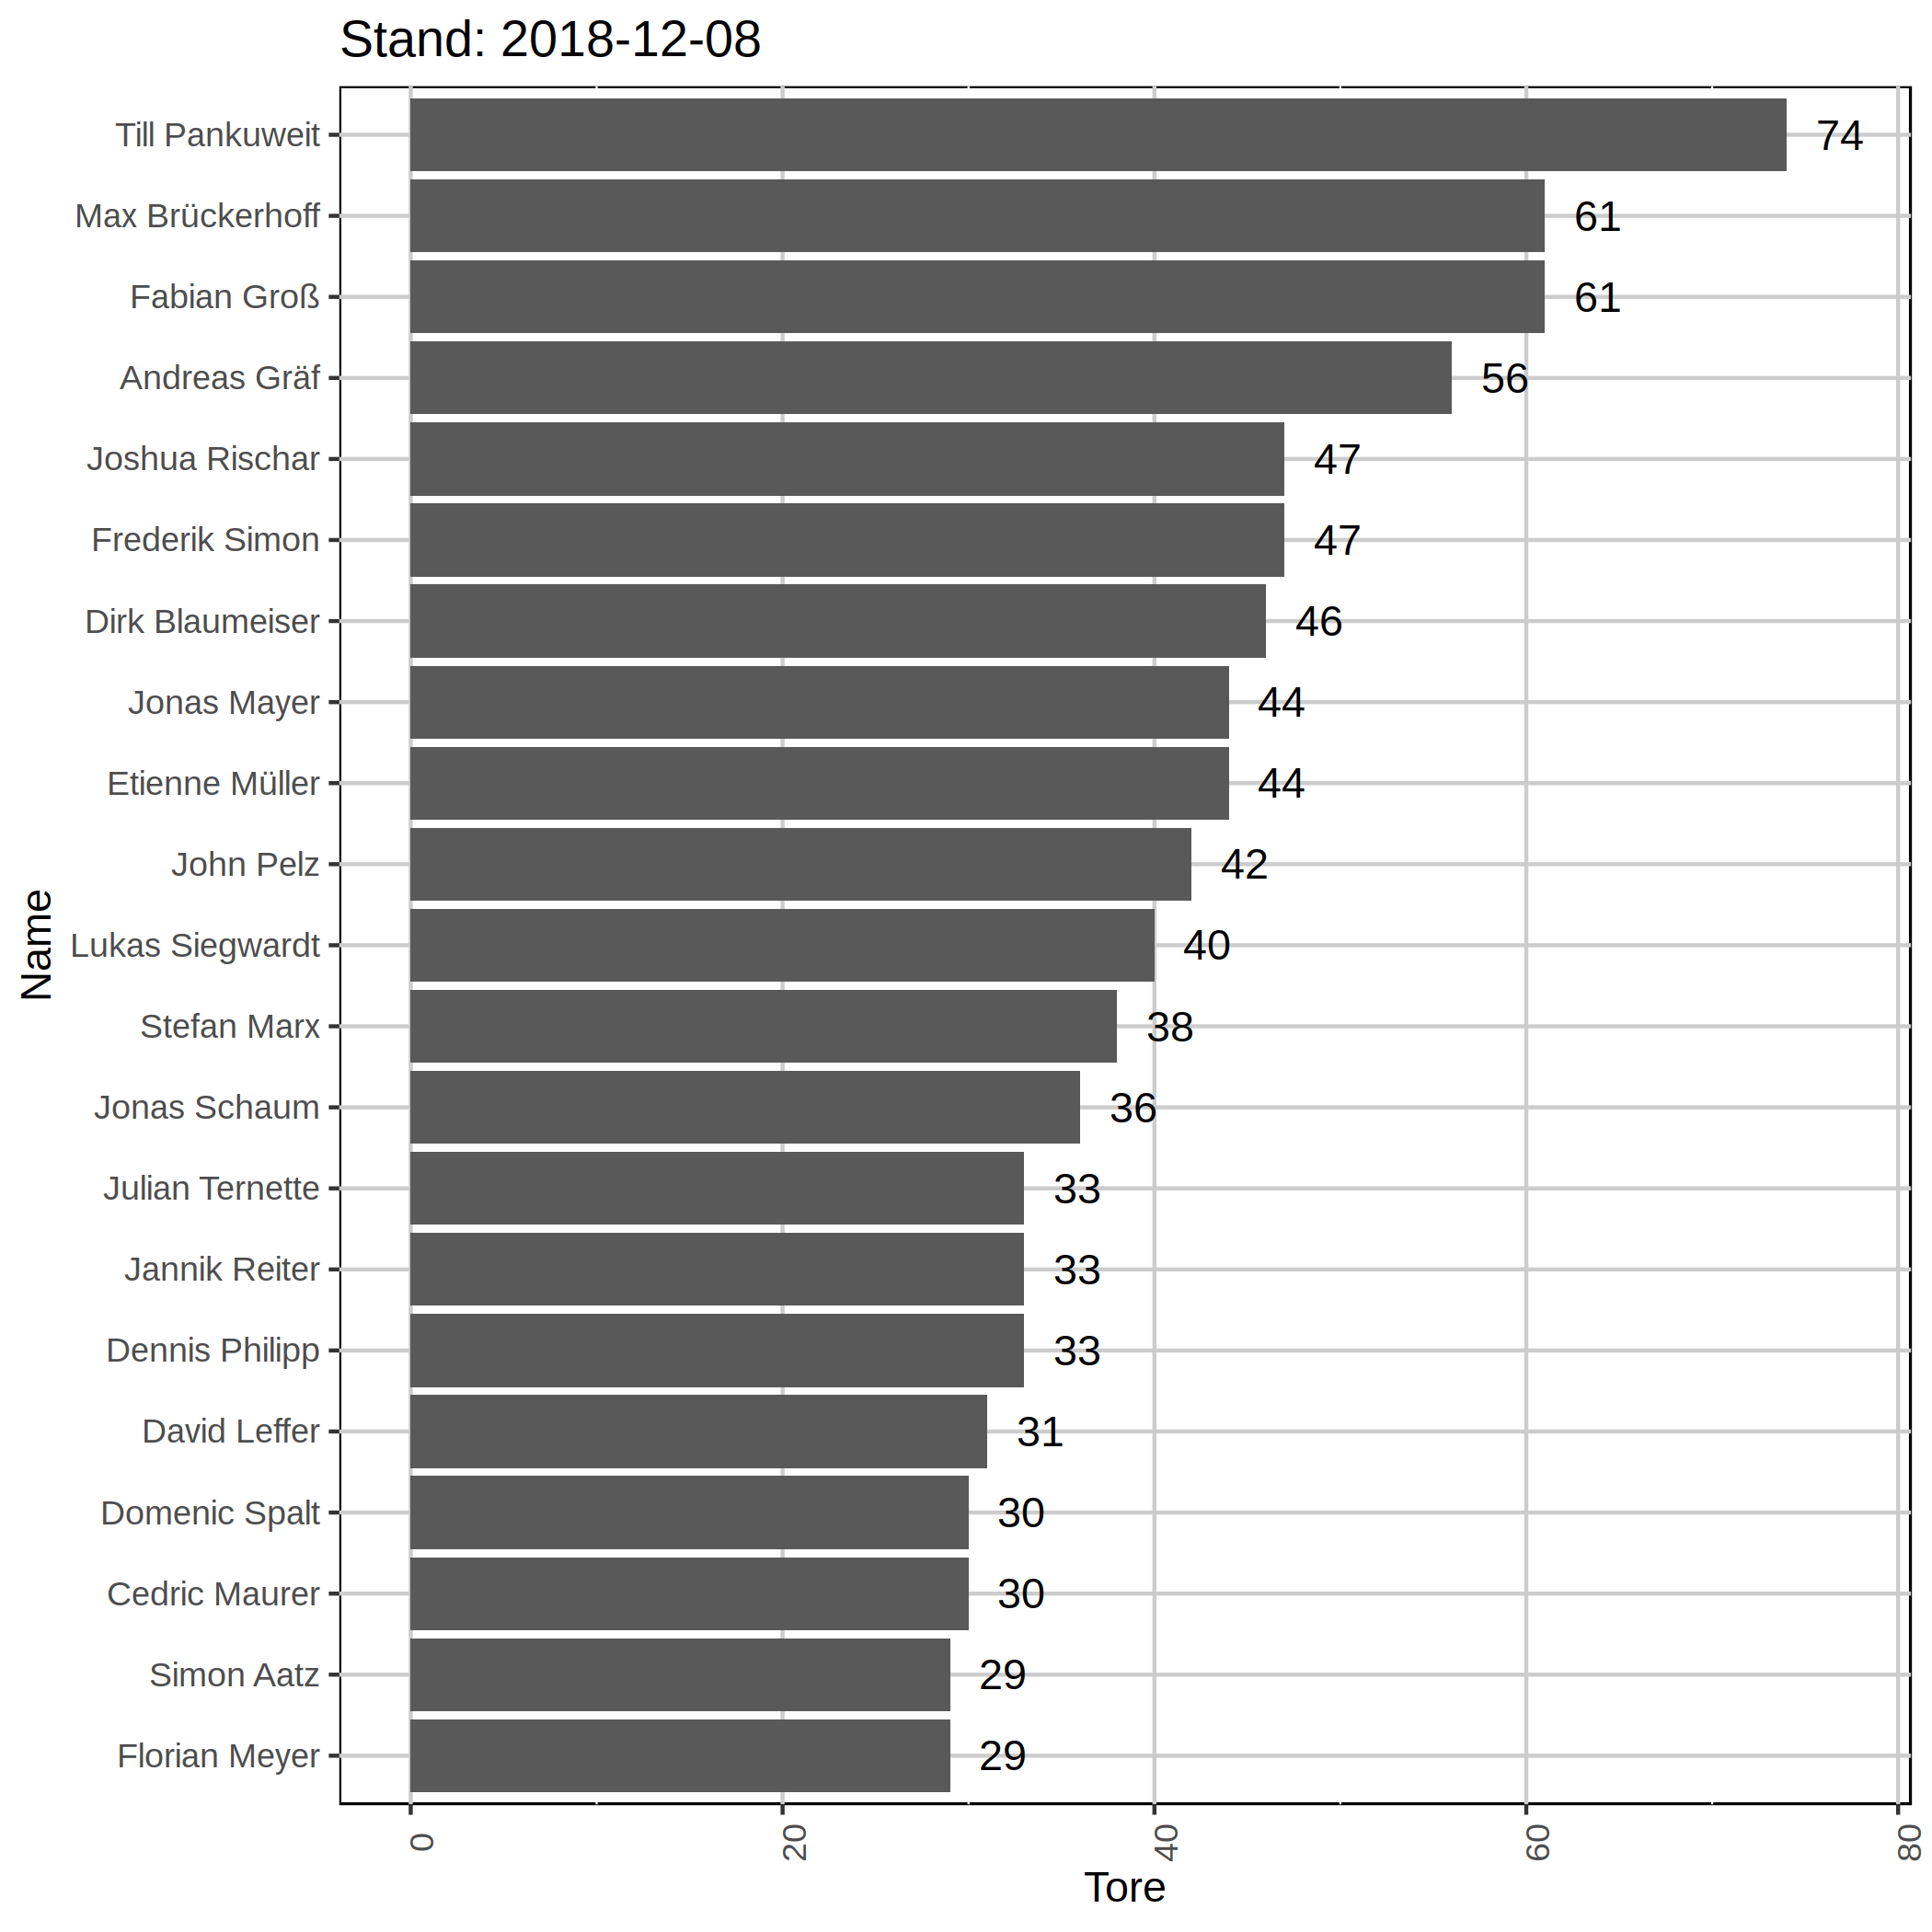 Stand: 2018-12-08
Name
Till Pankuweit 74
Max Brückerhoff 61
Fabian Groß 61
Andreas Gräf 56
Joshua Rischar 47
Frederik Simon 47
Dirk Blaumeiser 46
Jonas Mayer 44
Etienne Müller 44
John Pelz 42
Lukas Siegwardt 40
Stefan Marx 38
Jonas Schaum 36
Julian Ternette 33
Jannik Reiter 33
Dennis Philipp 33
David Leffer 31
Domenic Spalt 30
Cedric Maurer 30
Simon Aatz 29
Florian Meyer 29
0 20 40 60 80
Tore